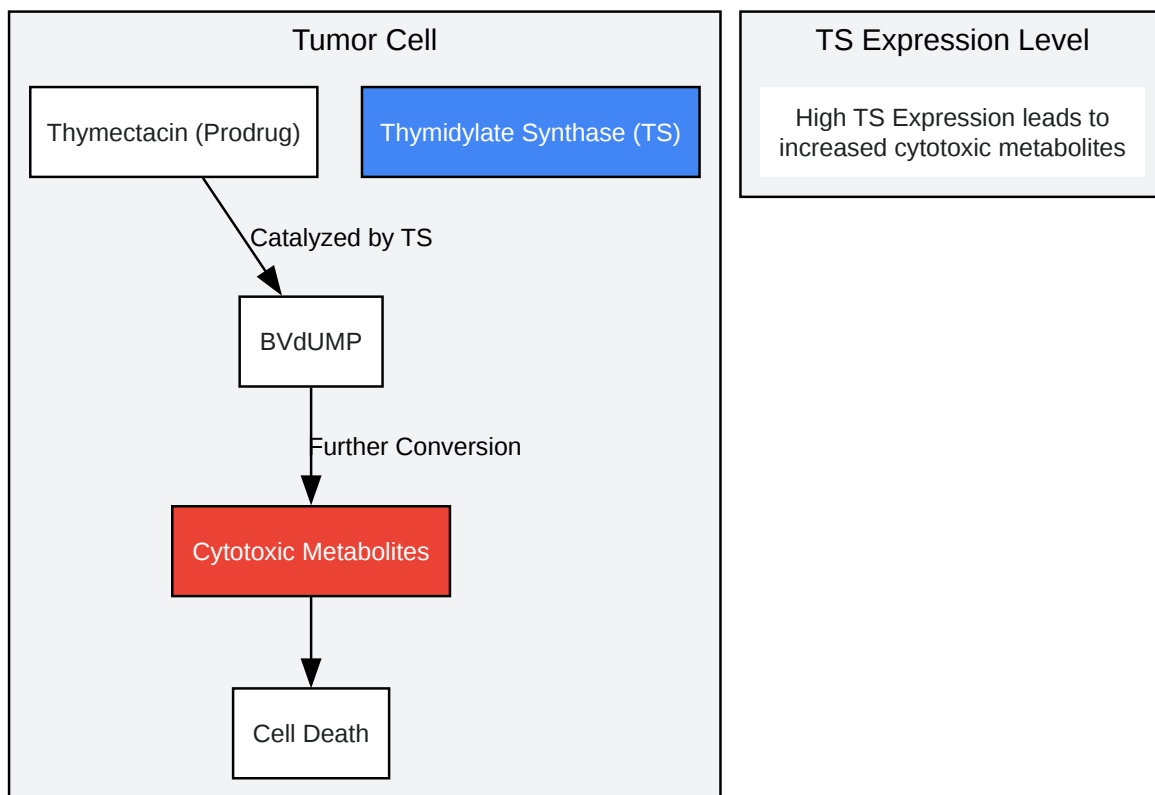 Tumor Cell
Thymectacin (Prodrug)
Thymidylate Synthase (TS)
Catalyzed by TS
BVdUMP
Further Conversion
Cytotoxic Metabolites
Cell Death
TS Expression Level
High TS Expression leads to
increased cytotoxic metabolites